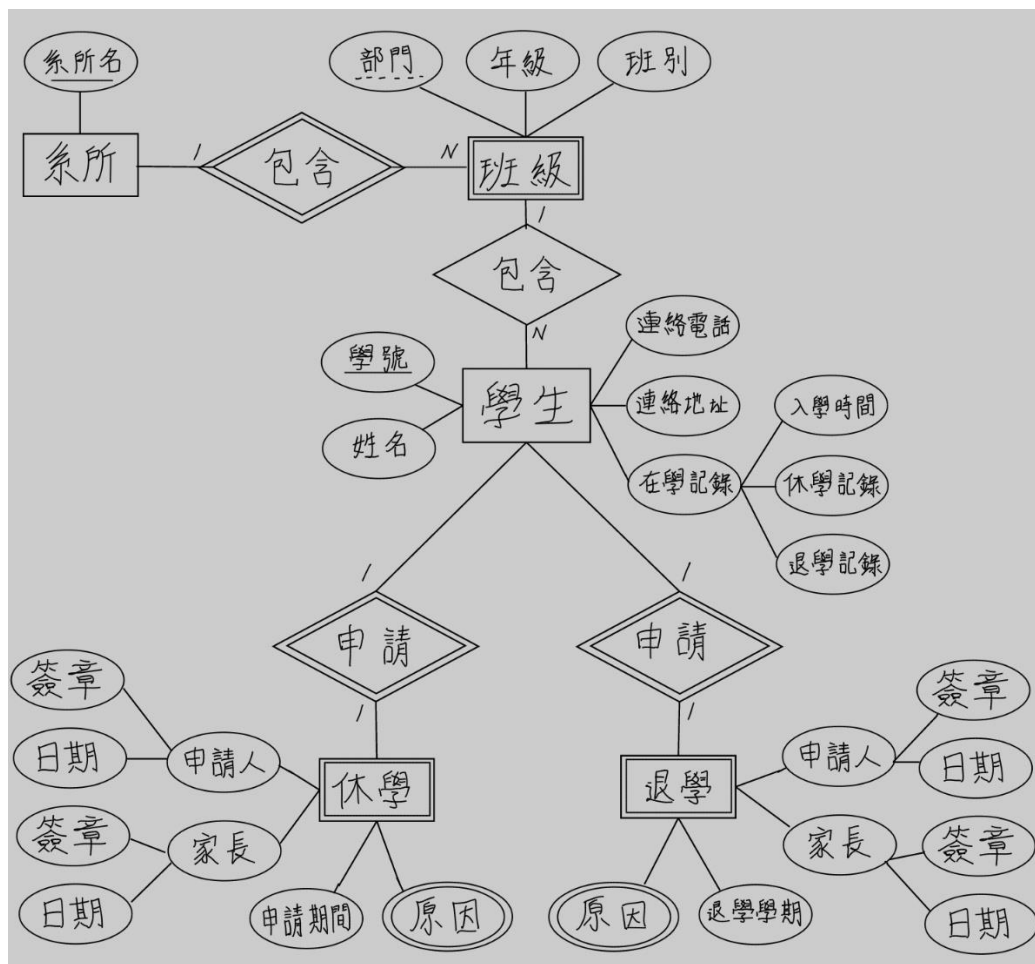 系所名
部門
年級
班別
系所
1
包含
N
班級
1
包含
N
學號
姓名
學生
連絡電話
連絡地址
在學記錄
入學時間
休學記錄
退學記錄
1
1
申請
申請
1
1
簽章
日期
申請人
簽章
日期
家長
休學
申請期間
原因
退學
申請人
簽章
日期
家長
簽章
日期
原因
退學學期